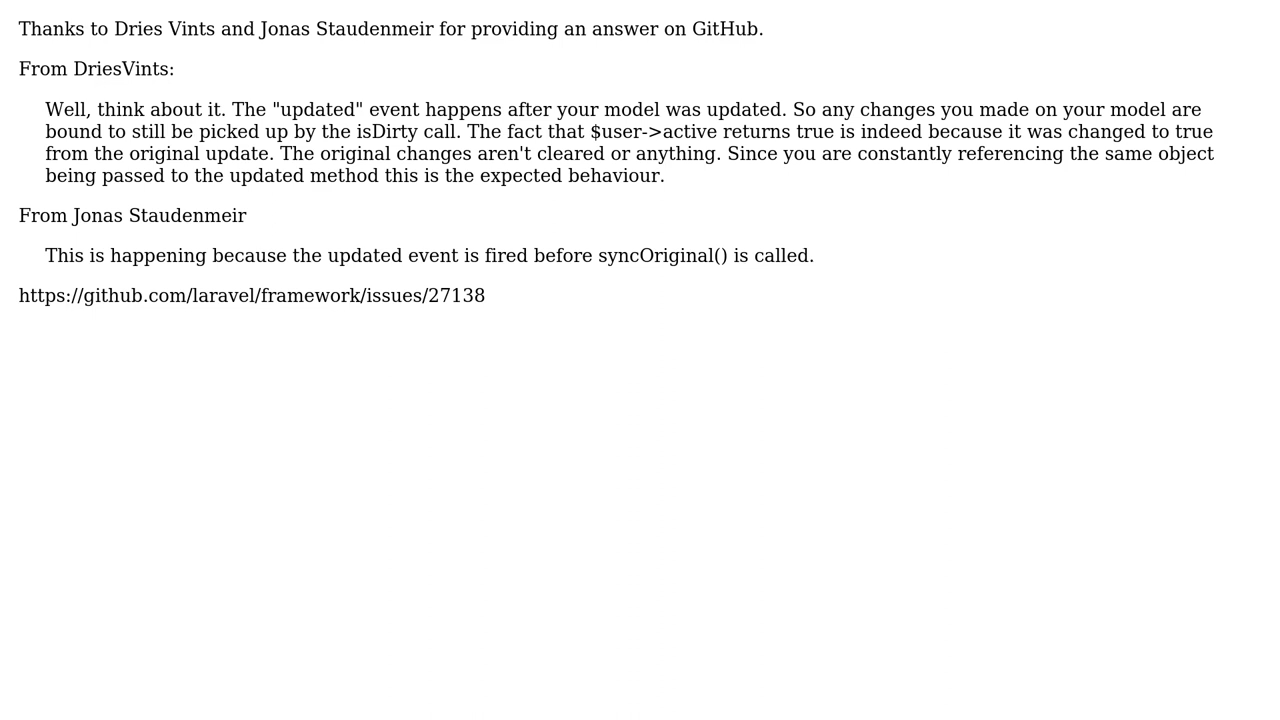 Thanks to Dries Vints and Jonas Staudenmeir for providing an answer on GitHub.
From DriesVints:
Well, think about it. The "updated" event happens after your model was updated. So any changes you made on your model are
bound to still be picked up by the isDirty call. The fact that $user->active returns true is indeed because it was changed to true
from the original update. The original changes aren't cleared or anything. Since you are constantly referencing the same object
being passed to the updated method this is the expected behaviour.
From Jonas Staudenmeir
This is happening because the updated event is fired before syncOriginal() is called.
https://github.com/laravel/framework/issues/27138